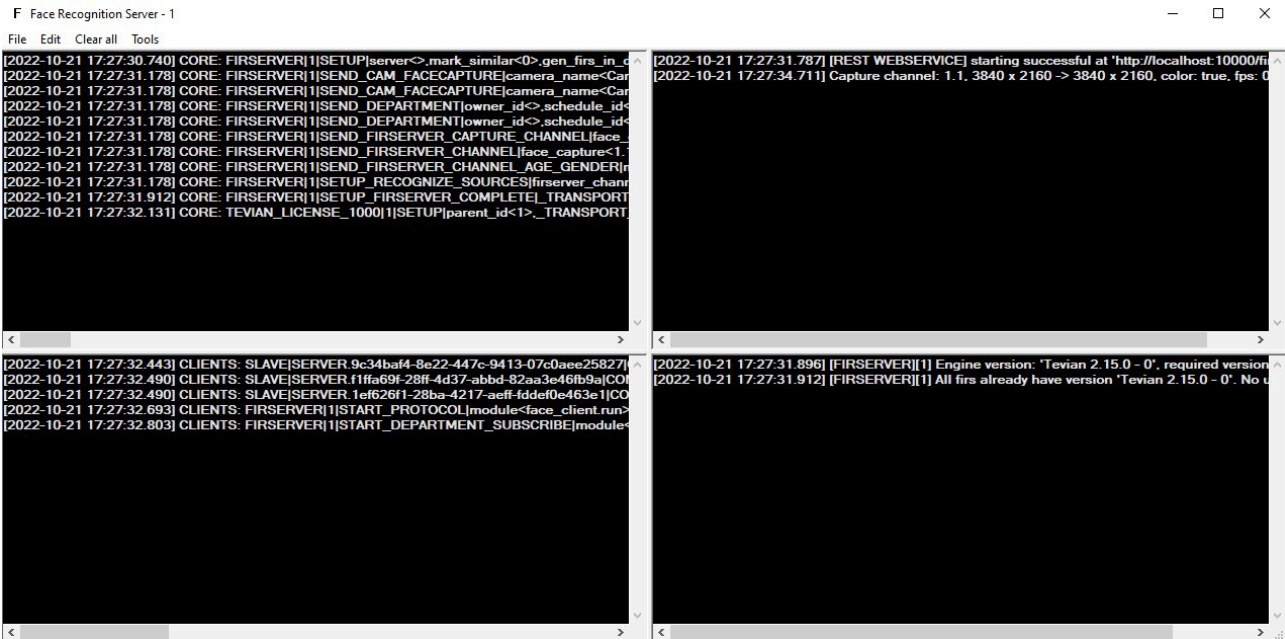 F Face Recognition Server - 1
File Edit Clear all Tools
[2022-10-21 17:27:30.740] CORE: FIRSERVER|1|SETUP|server<>,mark_similar<0>,gen_firs_in_d
[2022-10-21 17:27:31.178] CORE: FIRSERVER|1|SEND_CAM_FACECAPTURE|camera_name<Car
[2022-10-21 17:27:31.178] CORE: FIRSERVER|1|SEND_CAM_FACECAPTURE|camera_name<Car
[2022-10-21 17:27:31.178] CORE: FIRSERVER|1|SEND_DEPARTMENT|owner_id<>,schedule_id<
[2022-10-21 17:27:31.178] CORE: FIRSERVER|1|SEND_DEPARTMENT|owner_id<>,schedule_id<
[2022-10-21 17:27:31.178] CORE: FIRSERVER|1|SEND_FIRSERVER_CAPTURE_CHANNEL|face_
[2022-10-21 17:27:31.178] CORE: FIRSERVER|1|SEND_FIRSERVER_CHANNEL|face_capture<1.1
[2022-10-21 17:27:31.178] CORE: FIRSERVER|1|SEND_FIRSERVER_CHANNEL_AGE_GENDER|r
[2022-10-21 17:27:31.178] CORE: FIRSERVER|1|SETUP_RECOGNIZE_SOURCES|firserver_chanr
[2022-10-21 17:27:31.912] CORE: FIRSERVER|1|SETUP_FIRSERVER_COMPLETE|_TRANSPORT
[2022-10-21 17:27:32.131] CORE: TEVIAN_LICENSE_1000|1|SETUP|parent_id<1>,_TRANSPORT_
[2022-10-21 17:27:31.787] [REST WEBSERVICE] starting successful at 'http://localhost:10000/fi
[2022-10-21 17:27:34.711] Capture channel: 1.1, 3840 x 2160 -> 3840 x 2160, color: true, fps: 0
[2022-10-21 17:27:32.443] CLIENTS: SLAVE|SERVER.9c34baf4-8e22-447c-9413-07c0aee25827|
[2022-10-21 17:27:32.490] CLIENTS: SLAVE|SERVER.f1ffa69f-28ff-4d37-abbd-82aa3e46fb9a|CO
[2022-10-21 17:27:32.490] CLIENTS: SLAVE|SERVER.1ef626f1-28ba-4217-aeff-fddef0e463e1|CO
[2022-10-21 17:27:32.693] CLIENTS: FIRSERVER|1|START_PROTOCOL|module<face_client.run>
[2022-10-21 17:27:32.803] CLIENTS: FIRSERVER|1|START_DEPARTMENT_SUBSCRIBE|module<
[2022-10-21 17:27:31.896] [FIRSERVER][1] Engine version: 'Tevian 2.15.0 - 0', required version
[2022-10-21 17:27:31.912] [FIRSERVER][1] All firs already have version 'Tevian 2.15.0 - 0'. No u